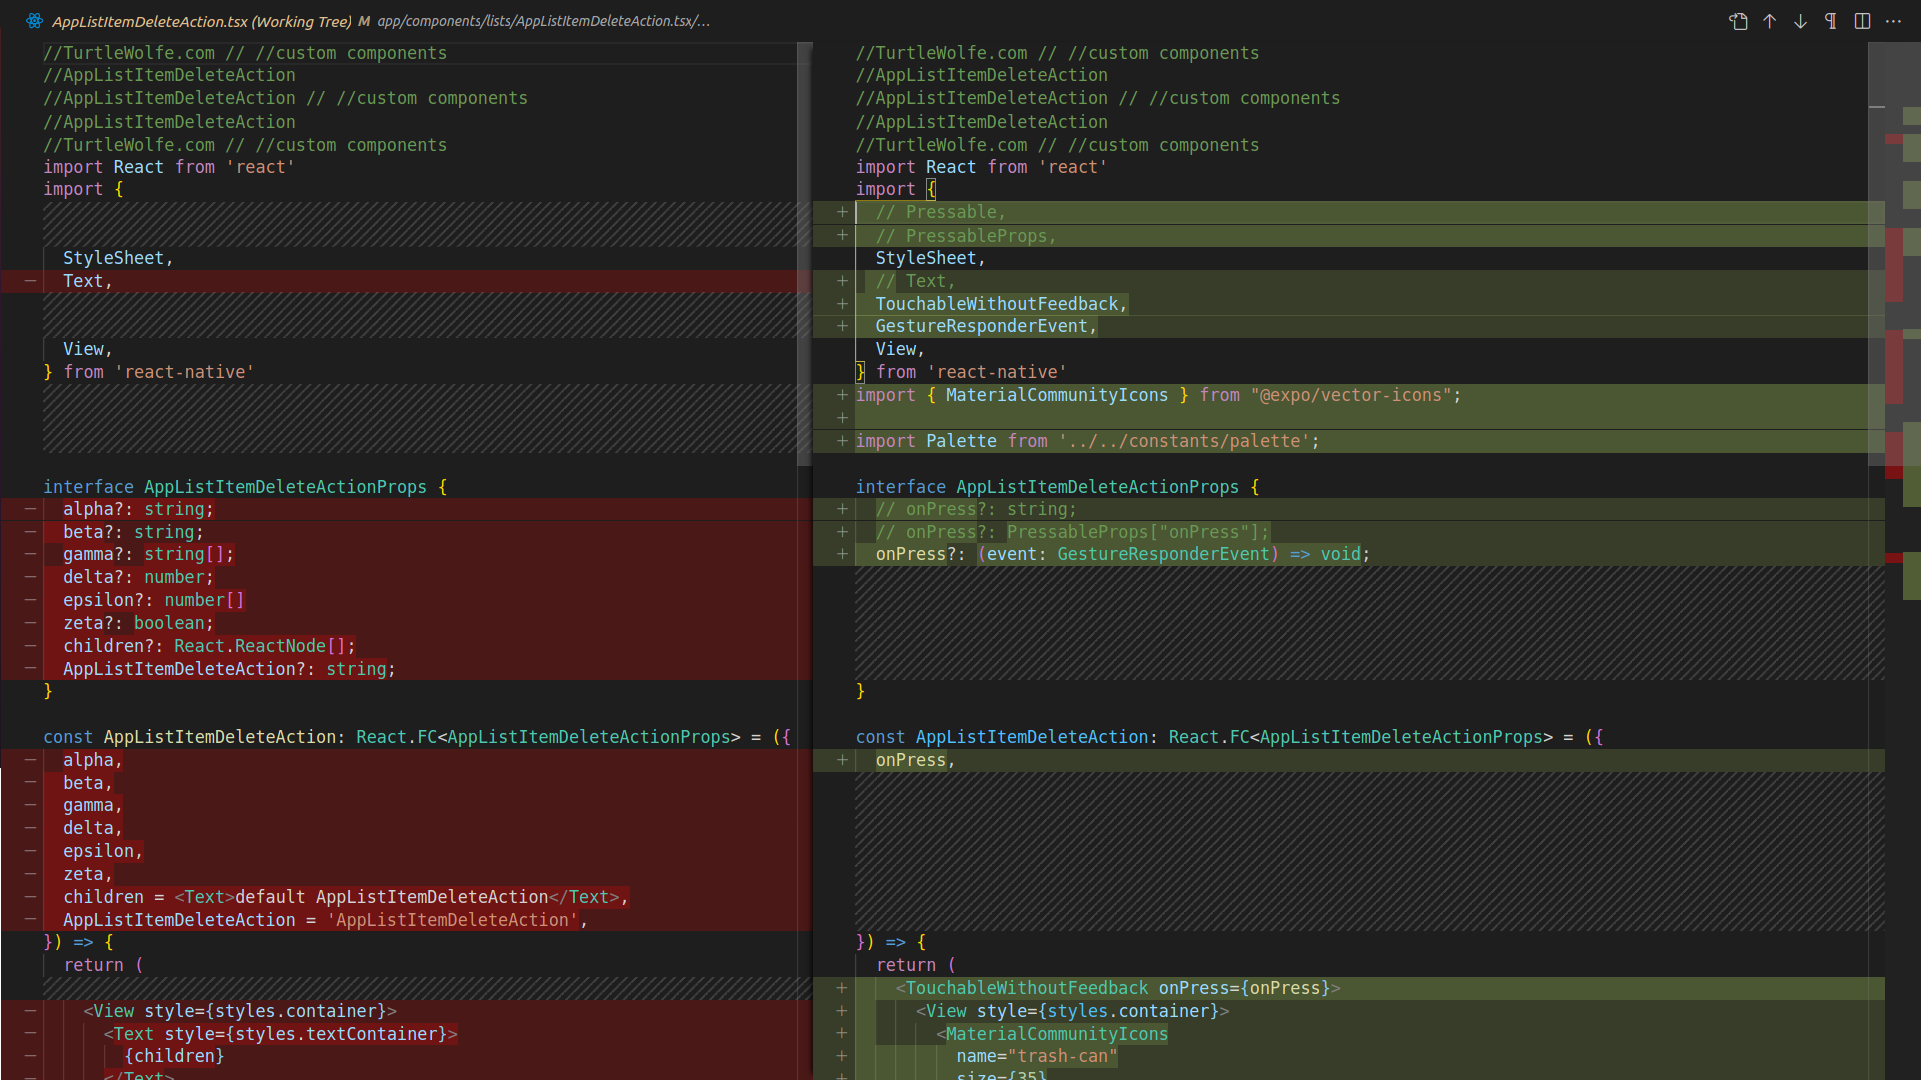 AppListItemDeleteAction.tsx (Working Tree) M app/components/lists/AppListItemDeleteAction.tsx/...
//TurtleWolfe.com // //custom components
//AppListItemDeleteAction
//AppListItemDeleteAction // //custom components
//AppListItemDeleteAction
//TurtleWolfe.com // //custom components
import React from 'react'
import {
StyleSheet,
− Text,
View,
} from 'react-native'
interface AppListItemDeleteActionProps {
− alpha?: string;
− beta?: string;
− gamma?: string[];
− delta?: number;
− epsilon?: number[]
− zeta?: boolean;
− children?: React.ReactNode[];
− AppListItemDeleteAction?: string;
}
const AppListItemDeleteAction: React.FC<AppListItemDeleteActionProps> = ({
− alpha,
− beta,
− gamma,
− delta,
− epsilon,
− zeta,
− children = <Text>default AppListItemDeleteAction</Text>,
− AppListItemDeleteAction = 'AppListItemDeleteAction',
}) => {
return (
− <View style={styles.container}>
− <Text style={styles.textContainer}>
− {children}
− </Text>
//TurtleWolfe.com // //custom components
//AppListItemDeleteAction
//AppListItemDeleteAction // //custom components
//AppListItemDeleteAction
//TurtleWolfe.com // //custom components
import React from 'react'
import {
+ // Pressable,
+ // PressableProps,
StyleSheet,
+ // Text,
+ TouchableWithoutFeedback,
+ GestureResponderEvent,
View,
} from 'react-native'
+ import { MaterialCommunityIcons } from "@expo/vector-icons";
+
+ import Palette from '../../constants/palette';
interface AppListItemDeleteActionProps {
+ // onPress?: string;
+ // onPress?: PressableProps["onPress"];
+ onPress?: (event: GestureResponderEvent) => void;
}
const AppListItemDeleteAction: React.FC<AppListItemDeleteActionProps> = ({
+ onPress,
}) => {
return (
+ <TouchableWithoutFeedback onPress={onPress}>
+ <View style={styles.container}>
+ <MaterialCommunityIcons
+ name="trash-can"
+ size={35}